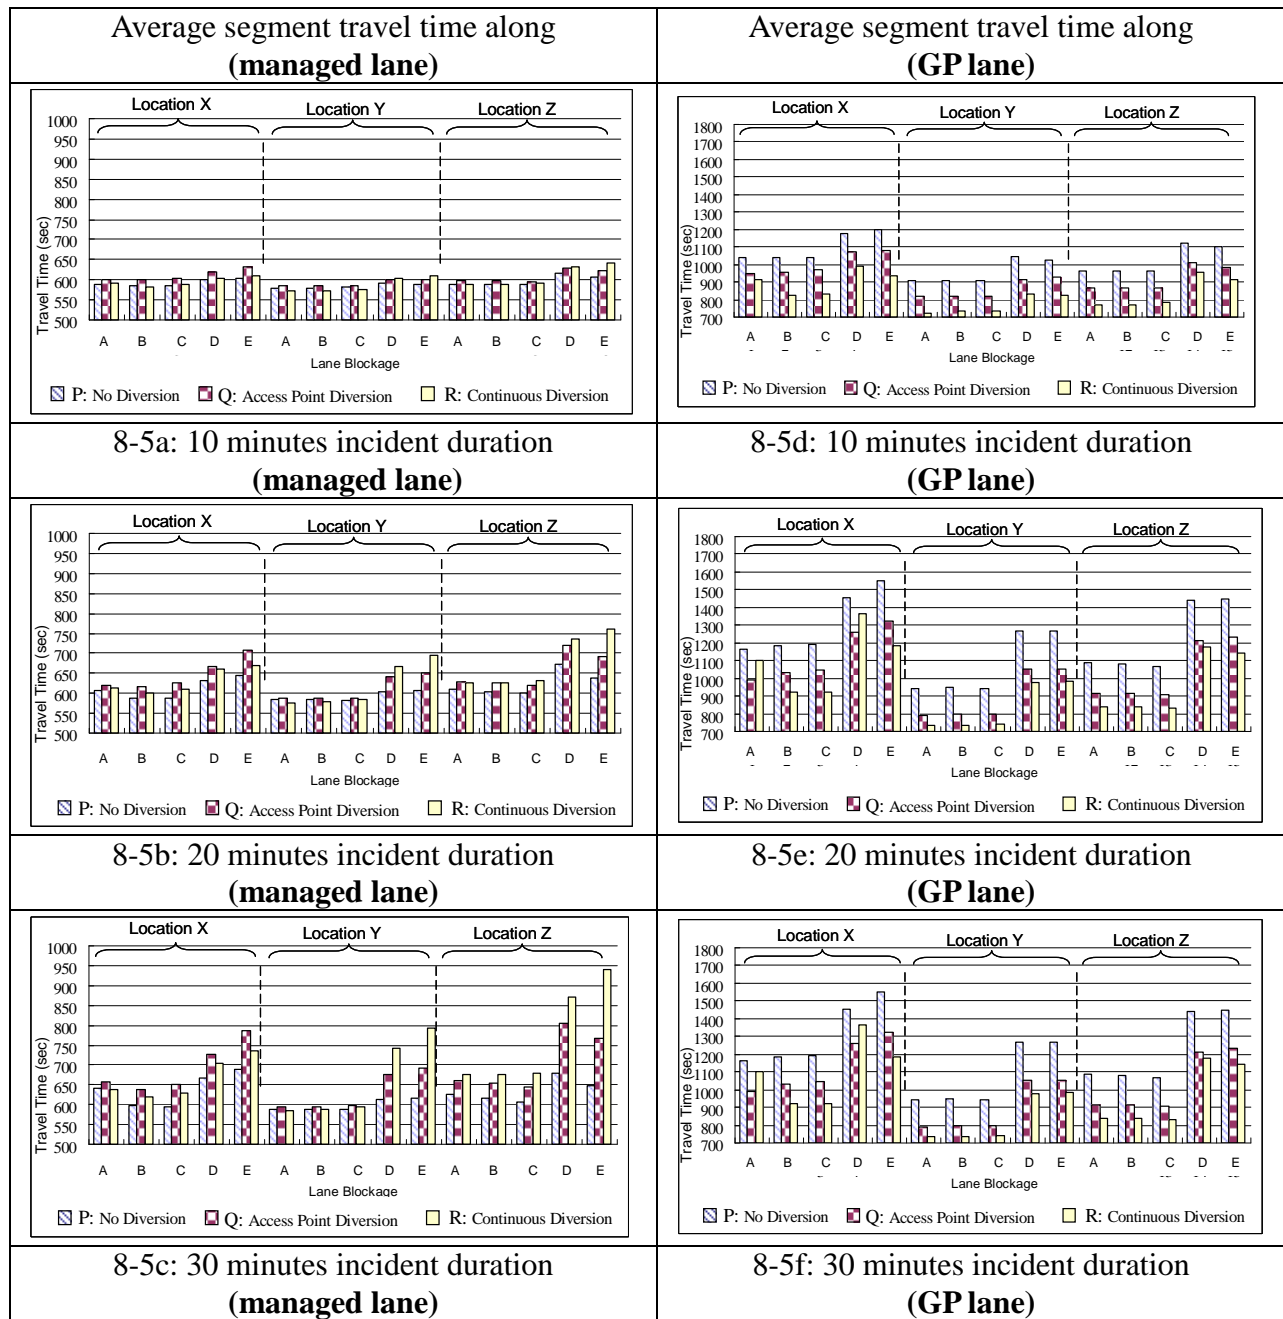 Average segment travel time along
(managed lane)
Average segment travel time along
(GP lane)
Location X
Location Y
Location Z
1000
950
900
850
800
750
700
650
600
550
500
Travel Time (sec)
A B C D E A B C D E A B C D E
Lane Blockage
P: No Diversion Q: Access Point Diversion R: Continuous Diversion
Location X
Location Y
Location Z
1800
1700
1600
1500
1400
1300
1200
1100
1000
900
800
700
Travel Time (sec)
A B C D E A B C D E A B C D E
Lane Blockage
P: No Diversion Q: Access Point Diversion R: Continuous Diversion
8-5a: 10 minutes incident duration
(managed lane)
8-5d: 10 minutes incident duration
(GP lane)
Location X
Location Y
Location Z
1000
950
900
850
800
750
700
650
600
550
500
Travel Time (sec)
A B C D E A B C D E A B C D E
Lane Blockage
P: No Diversion Q: Access Point Diversion R: Continuous Diversion
Location X
Location Y
Location Z
1800
1700
1600
1500
1400
1300
1200
1100
1000
900
800
700
Travel Time (sec)
A B C D E A B C D E A B C D E
Lane Blockage
P: No Diversion Q: Access Point Diversion R: Continuous Diversion
8-5b: 20 minutes incident duration
(managed lane)
8-5e: 20 minutes incident duration
(GP lane)
Location X
Location Y
Location Z
1000
950
900
850
800
750
700
650
600
550
500
Travel Time (sec)
A B C D E A B C D E A B C D E
Lane Blockage
P: No Diversion Q: Access Point Diversion R: Continuous Diversion
Location X
Location Y
Location Z
1800
1700
1600
1500
1400
1300
1200
1100
1000
900
800
700
Travel Time (sec)
A B C D E A B C D E A B C D E
Lane Blockage
P: No Diversion Q: Access Point Diversion R: Continuous Diversion
8-5c: 30 minutes incident duration
(managed lane)
8-5f: 30 minutes incident duration
(GP lane)